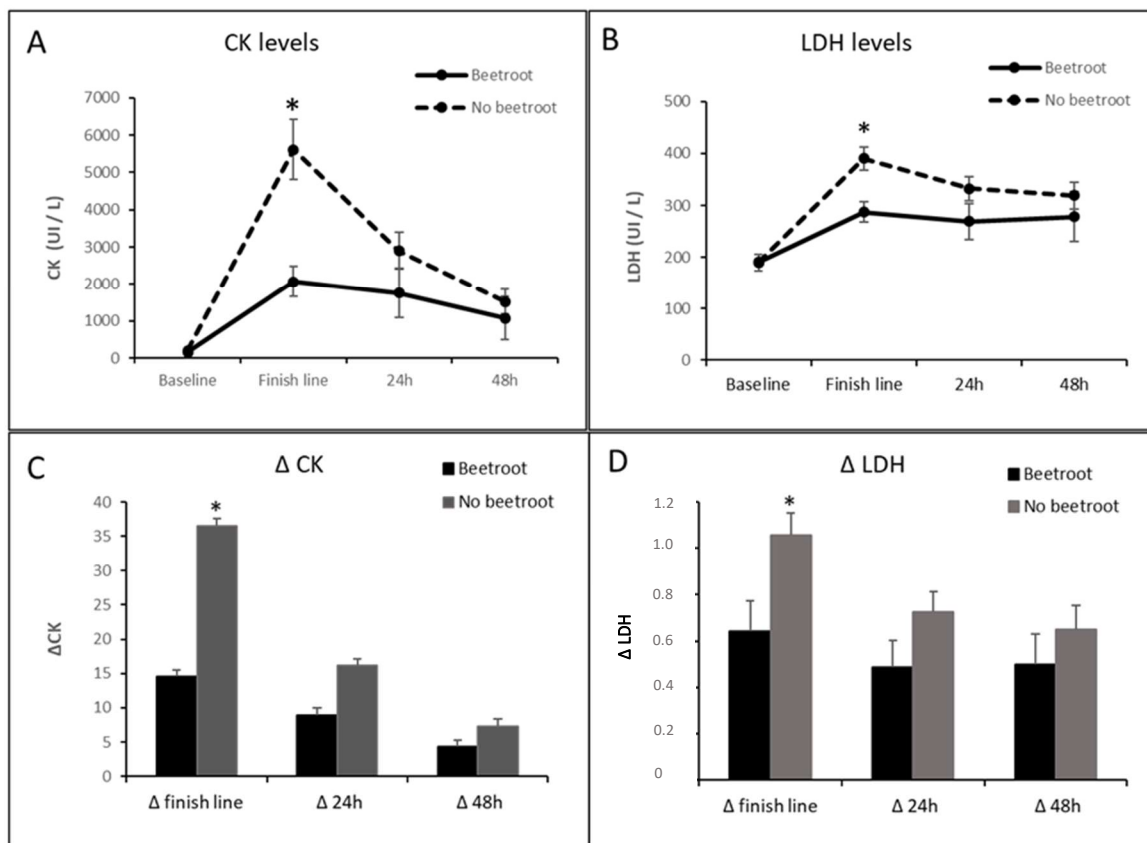 A
CK levels
Beetroot
No beetroot
7000
6000
5000
4000
3000
2000
1000
0
CK (UI / L)
*
Baseline
Finish line
24h
48h
B
LDH levels
Beetroot
No beetroot
500
400
300
200
100
0
LDH (UI / L)
*
Baseline
Finish line
24h
48h
C
Δ CK
Beetroot
No beetroot
40
35
30
25
20
15
10
5
0
ΔCK
*
Δ finish line
Δ 24h
Δ 48h
D
Δ LDH
Beetroot
No beetroot
1.2
1.0
0.8
0.6
0.4
0.2
0
Δ LDH
*
Δ finish line
Δ 24h
Δ 48h